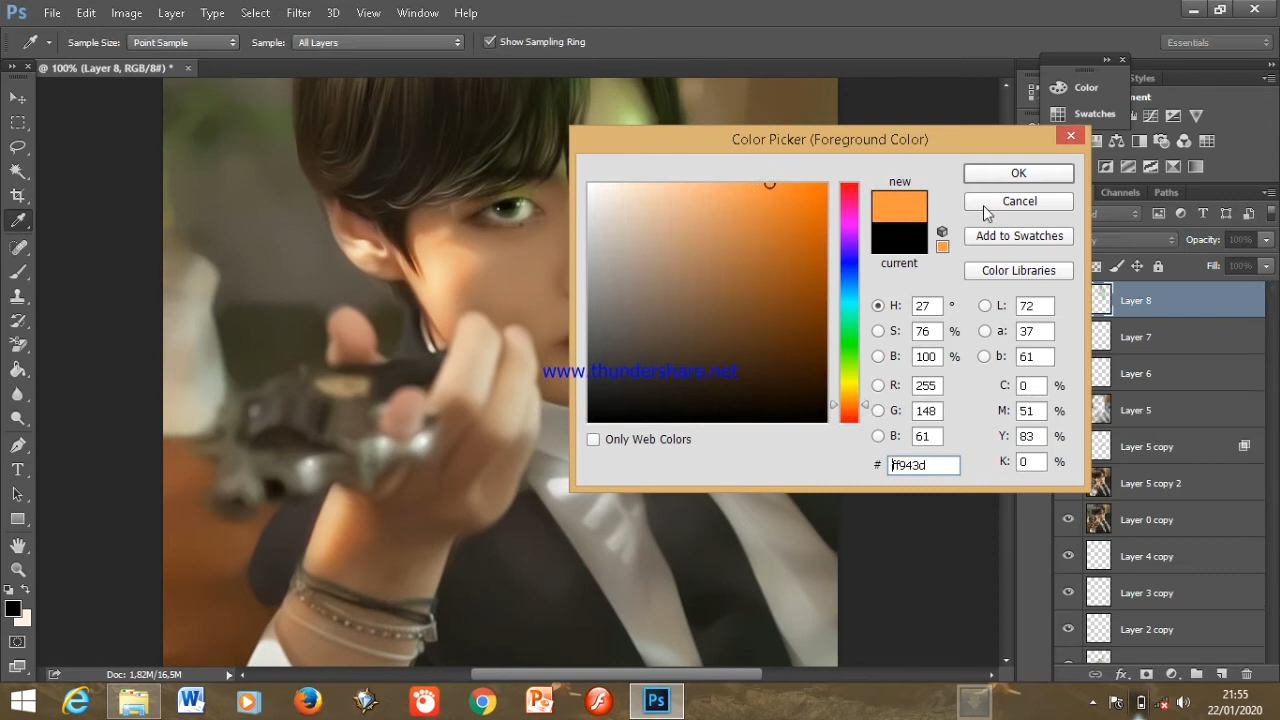 Ps File Edit Image Layer Type Select Filter 3D View Window Help
Sample Size: Point Sample Sample: All Layers Show Sampling Ring Essentials
@ 100% (Layer 8, RGB/8#) * ×
Color
Styles
Swatches
Color Picker (Foreground Color)
new
OK
Cancel
Add to Swatches
current
Color Libraries
Channels Paths
Opacity: 100%
Fill: 100%
H: 27 ° L: 72
S: 76 % a: 37
B: 100 % b: 61
R: 255 C: 0 %
G: 148 M: 51 %
B: 61 Y: 83 %
K: 0 %
# ff943d
Only Web Colors
www.thundershare.net
Layer 8
Layer 7
Layer 6
Layer 5
Layer 5 copy
Layer 5 copy 2
Layer 0 copy
Layer 4 copy
Layer 3 copy
Layer 2 copy
100% Doc: 1,82M/16,5M
21:55
22/01/2020